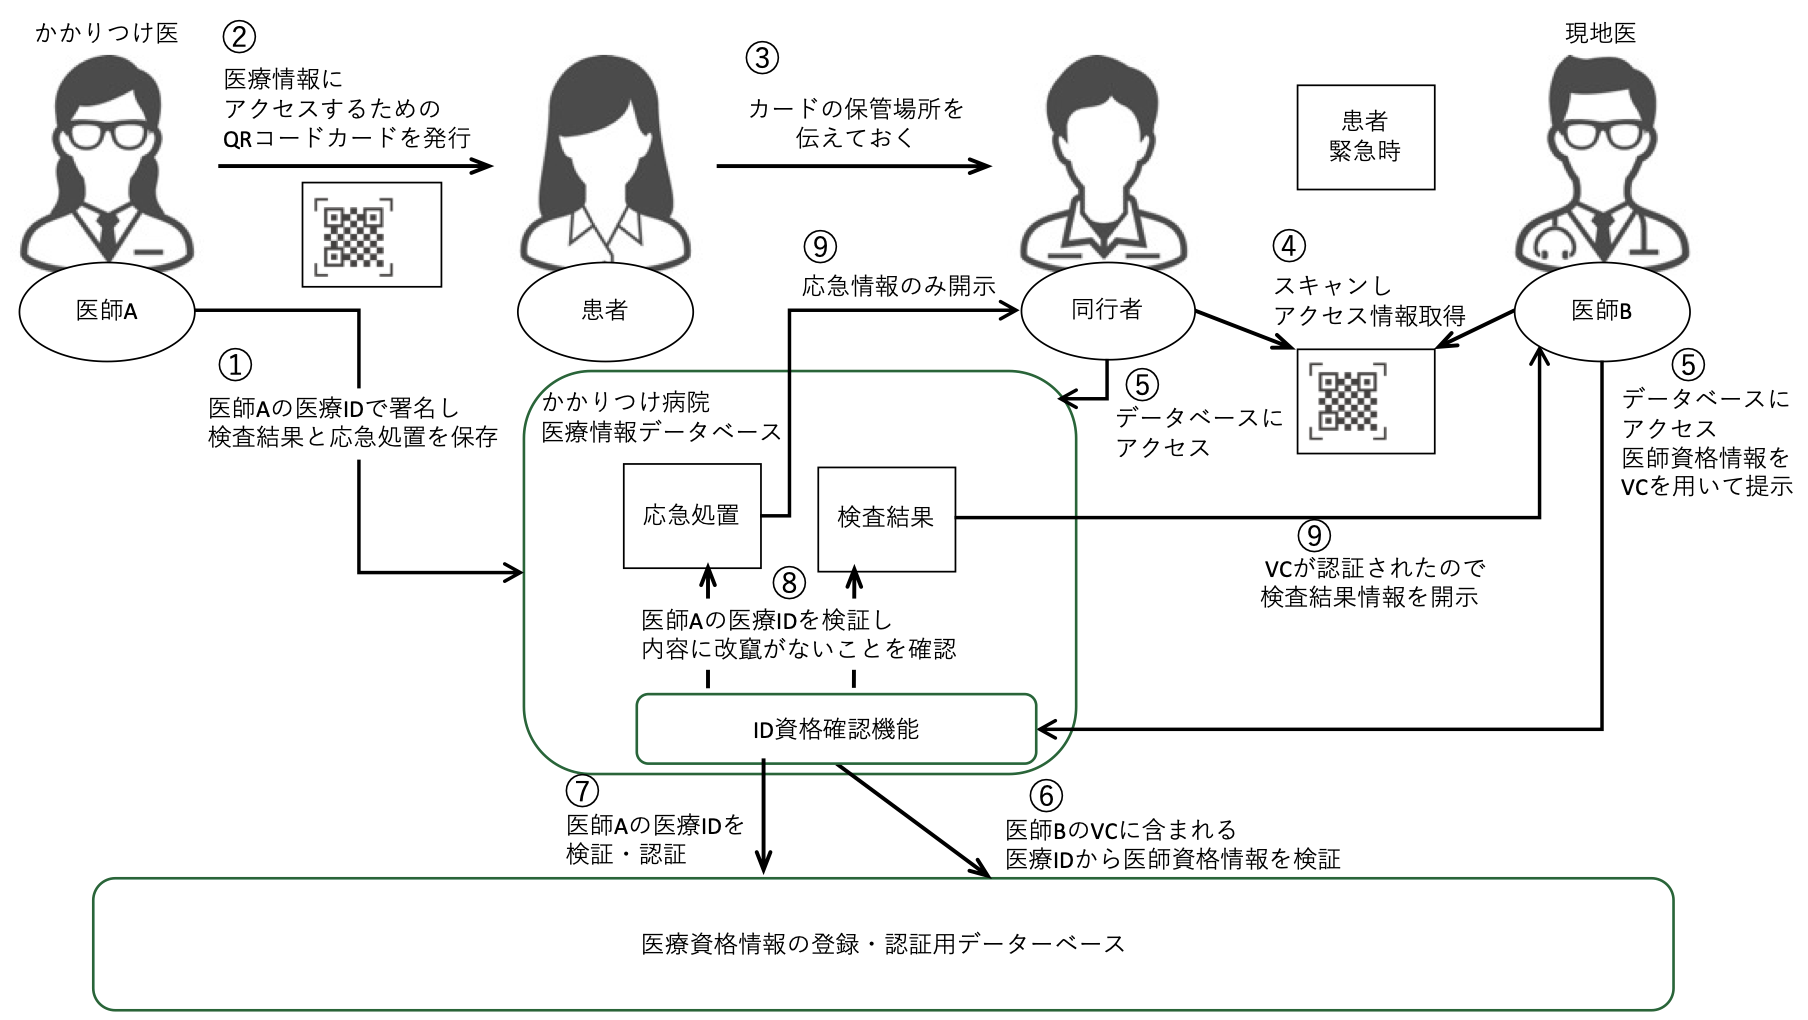 かかりつけ医
②
医療情報に
アクセスするための
QRコードカードを発行
③
カードの保管場所を
伝えておく
患者
緊急時
現地医
医師A
患者
⑨
応急情報のみ開示
同行者
④
スキャンし
アクセス情報取得
医師B
①
医師Aの医療IDで署名し
検査結果と応急処置を保存
かかりつけ病院
医療情報データベース
⑤
データベースに
アクセス
⑤
データベースに
アクセス
医師資格情報を
VCを用いて提示
応急処置
検査結果
⑨
VCが認証されたので
検査結果情報を開示
⑧
医師Aの医療IDを検証し
内容に改竄がないことを確認
ID資格確認機能
⑦
医師Aの医療IDを
検証・認証
⑥
医師BのVCに含まれる
医療IDから医師資格情報を検証
医療資格情報の登録・認証用データーベース